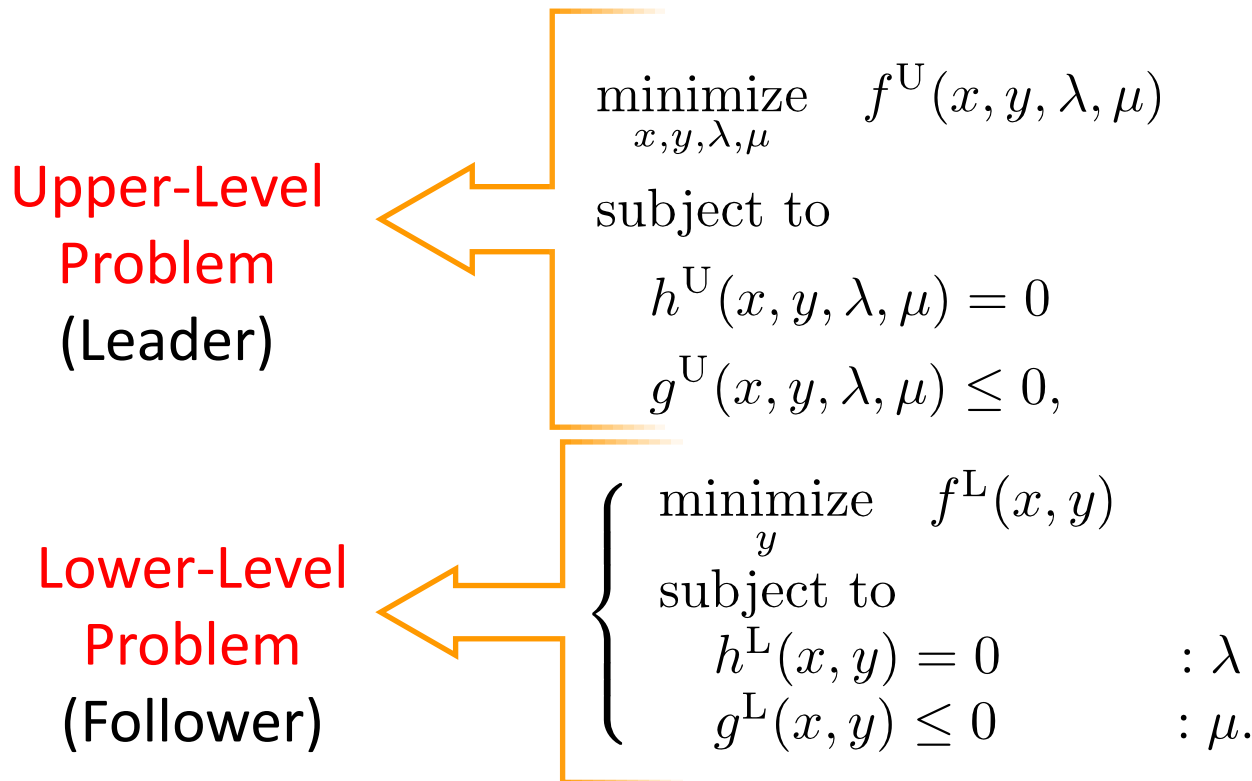 Upper-Level
Problem
(Leader)
minimize f^U(x, y, λ, μ)
x,y,λ,μ
subject to
h^U(x, y, λ, μ) = 0
g^U(x, y, λ, μ) ≤ 0,
Lower-Level
Problem
(Follower)
minimize f^L(x, y)
y
subject to
h^L(x, y) = 0 : λ
g^L(x, y) ≤ 0 : μ.